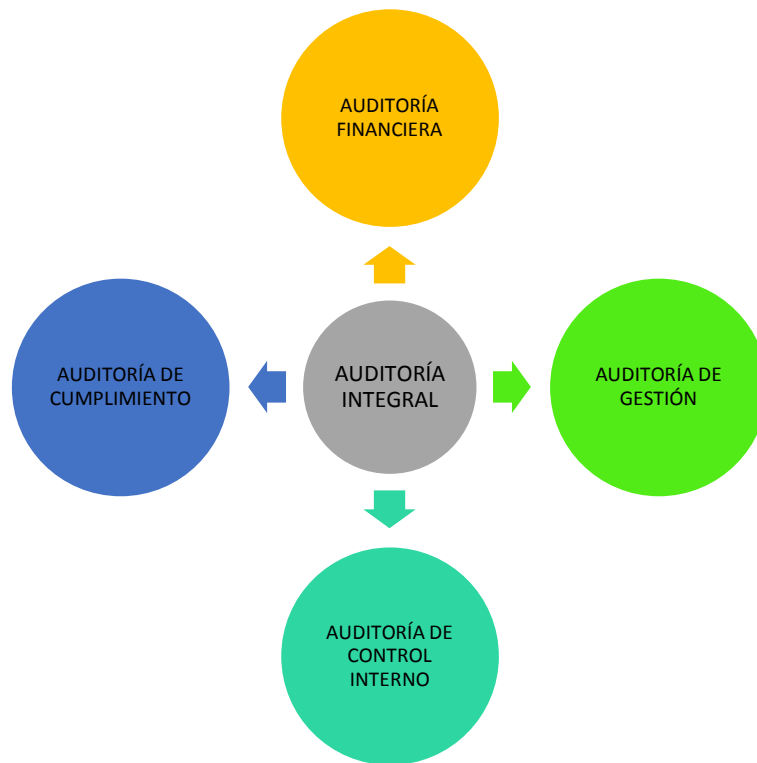 AUDITORÍA
FINANCIERA
AUDITORÍA DE
CUMPLIMIENTO
AUDITORÍA
INTEGRAL
AUDITORÍA DE
GESTIÓN
AUDITORÍA DE
CONTROL
INTERNO